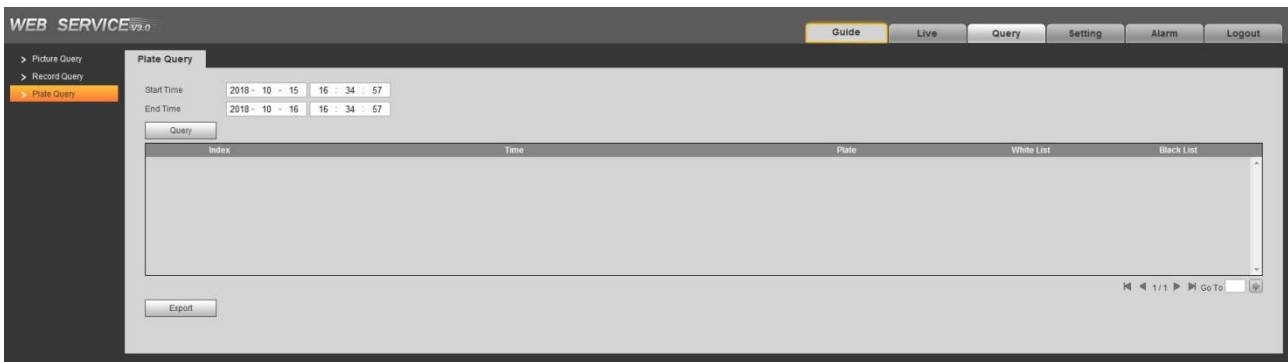 WEB SERVICE V3.0
Guide Live Query Setting Alarm Logout
> Picture Query
> Record Query
> Plate Query
Plate Query
Start Time 2018 - 10 - 15 16 : 34 : 57
End Time 2018 - 10 - 16 16 : 34 : 57
Query
Index Time Plate White List Black List
1/1 Go To
Export